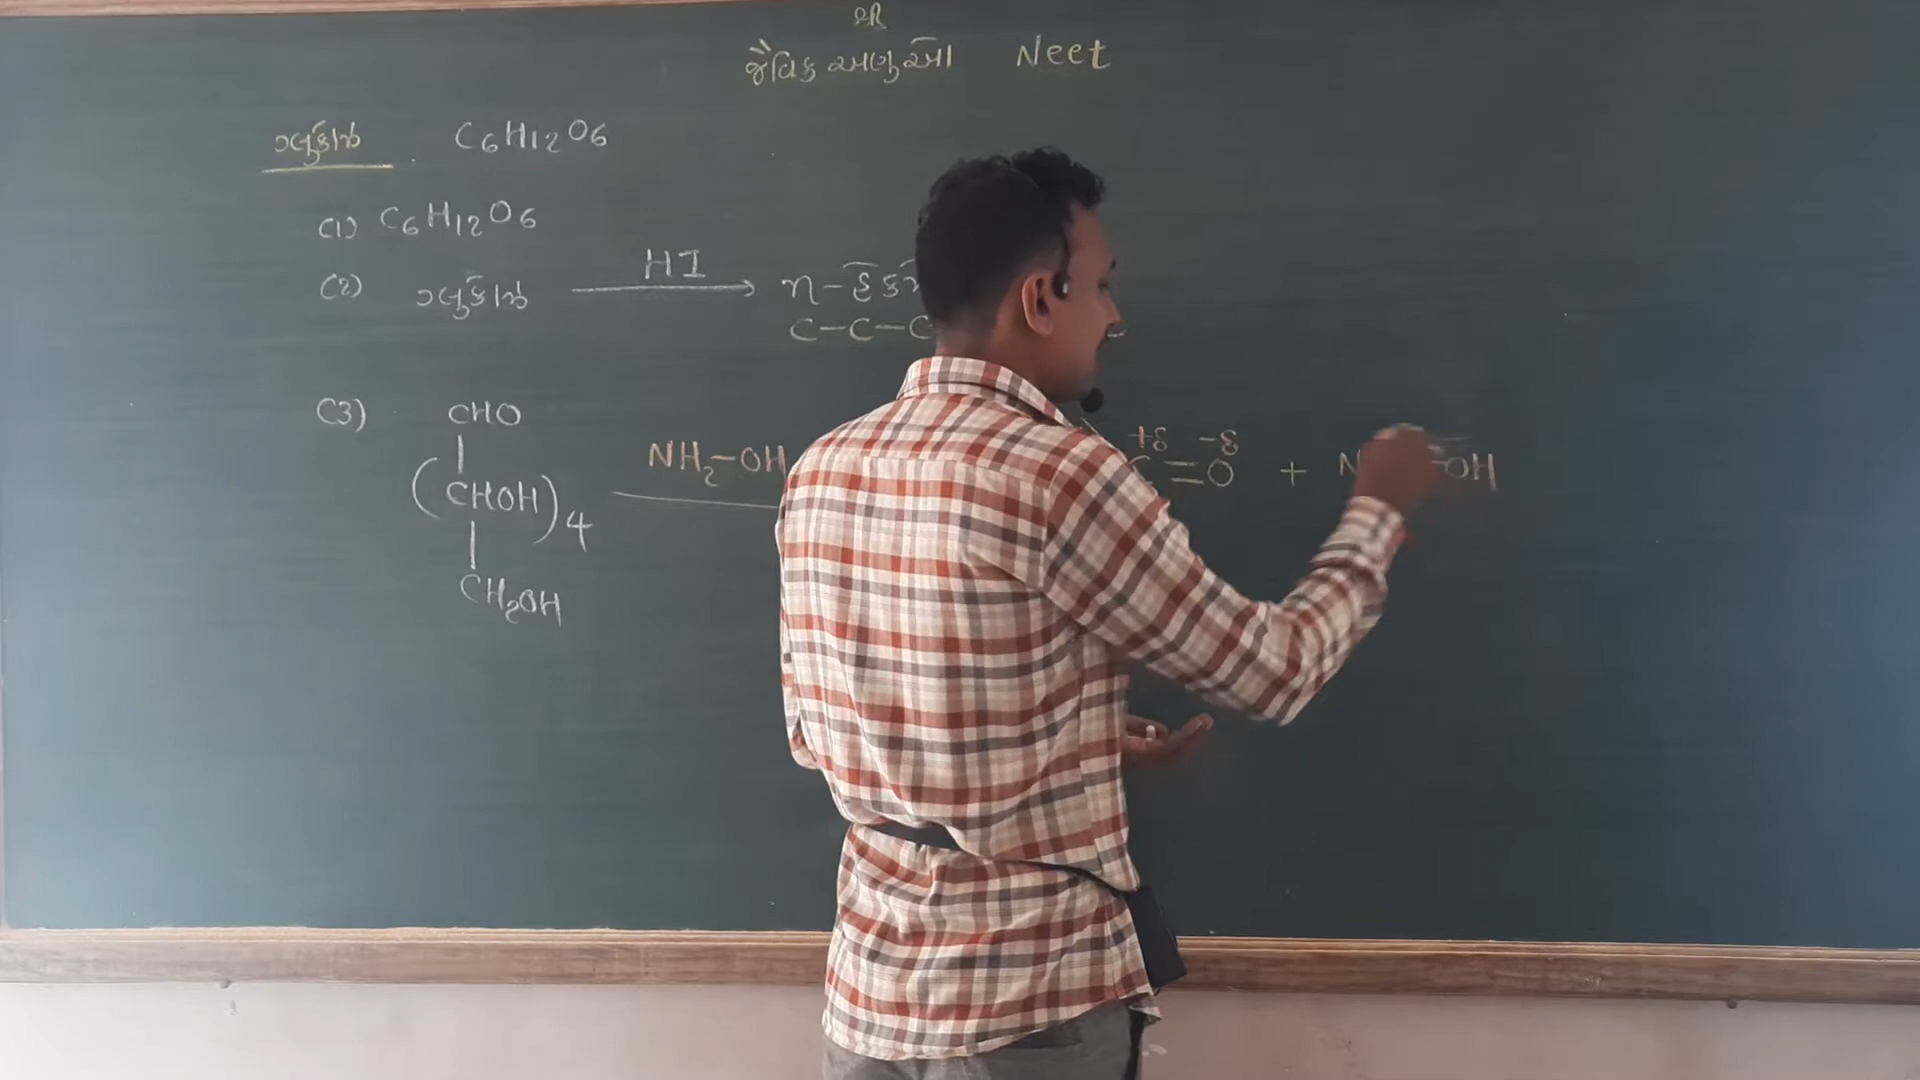 શ્રી
જૈવિક અણુઓ Neet
ગ્લુકોઝ C6H12O6
(1) C6H12O6
(2) ગ્લુકોઝ HI → n-હેક
C-C-C
(3) CHO
NH2-OH
+δ -δ
C=O + N -OH
(CHOH)4
CH2OH